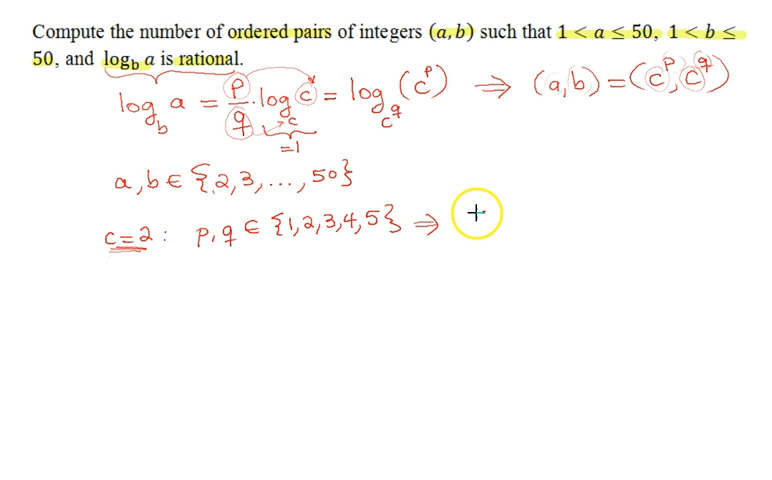 Compute the number of ordered pairs of integers (a,b) such that 1 < a ≤ 50, 1 < b ≤
50, and log_b a is rational.
log_b a = p/q · log_c c = log_{c^q} (c^p) ⇒ (a,b) = (c^p, c^q)
=1
a, b ∈ {2,3,...,50}
c=2 : p, q ∈ {1,2,3,4,5} ⇒